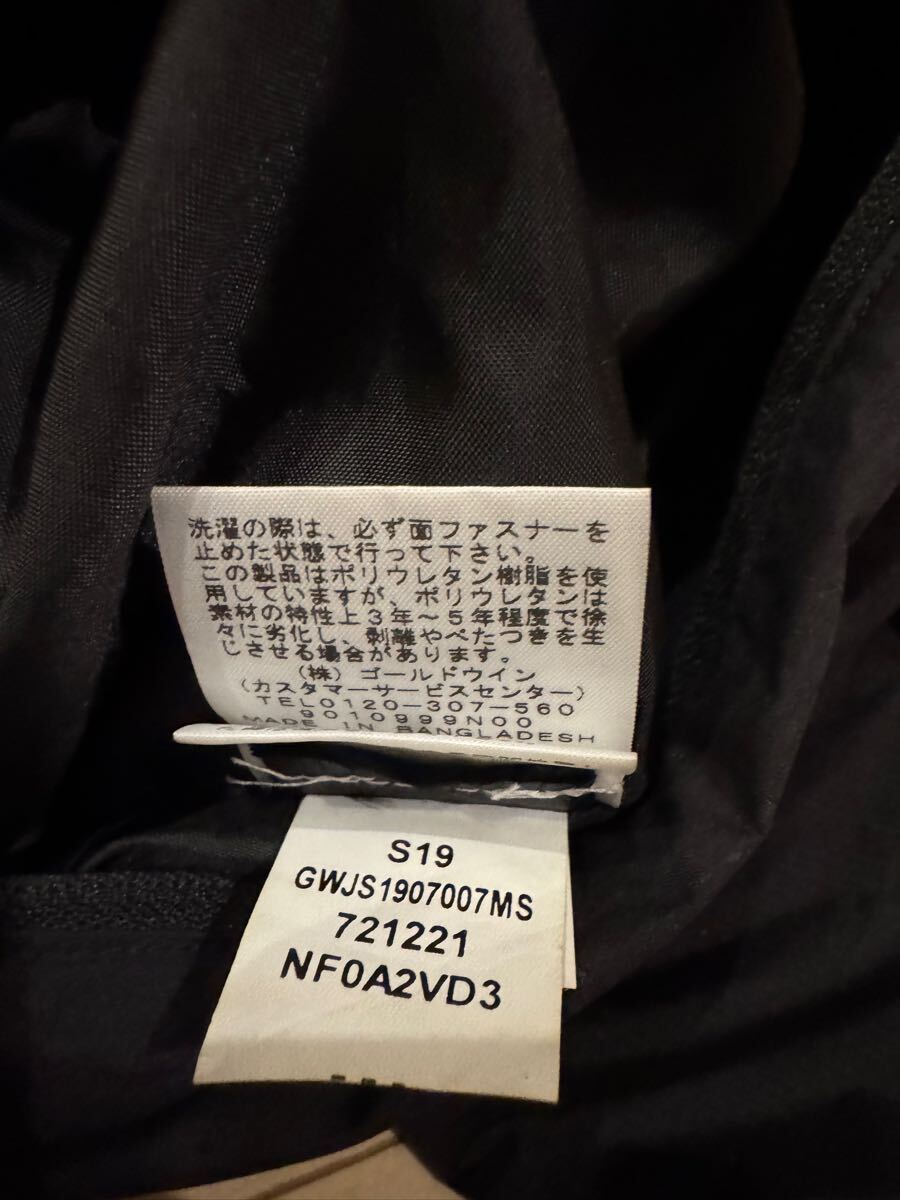 洗濯の際は、必ず面ファスナーを
止めた状態で行って下さい。
この製品はポリウレタン樹脂を使
用していますが、ポリウレタンは
素材の特性上3年～5年程度で徐
々に劣化し、剥離やべたつきを生
じさせる場合があります。
(株)ゴールドウイン
(カスタマーサービスセンター)
TEL0120-307-560
9010999N00
MADE IN BANGLADESH
S19
GWJS1907007MS
721221
NF0A2VD3